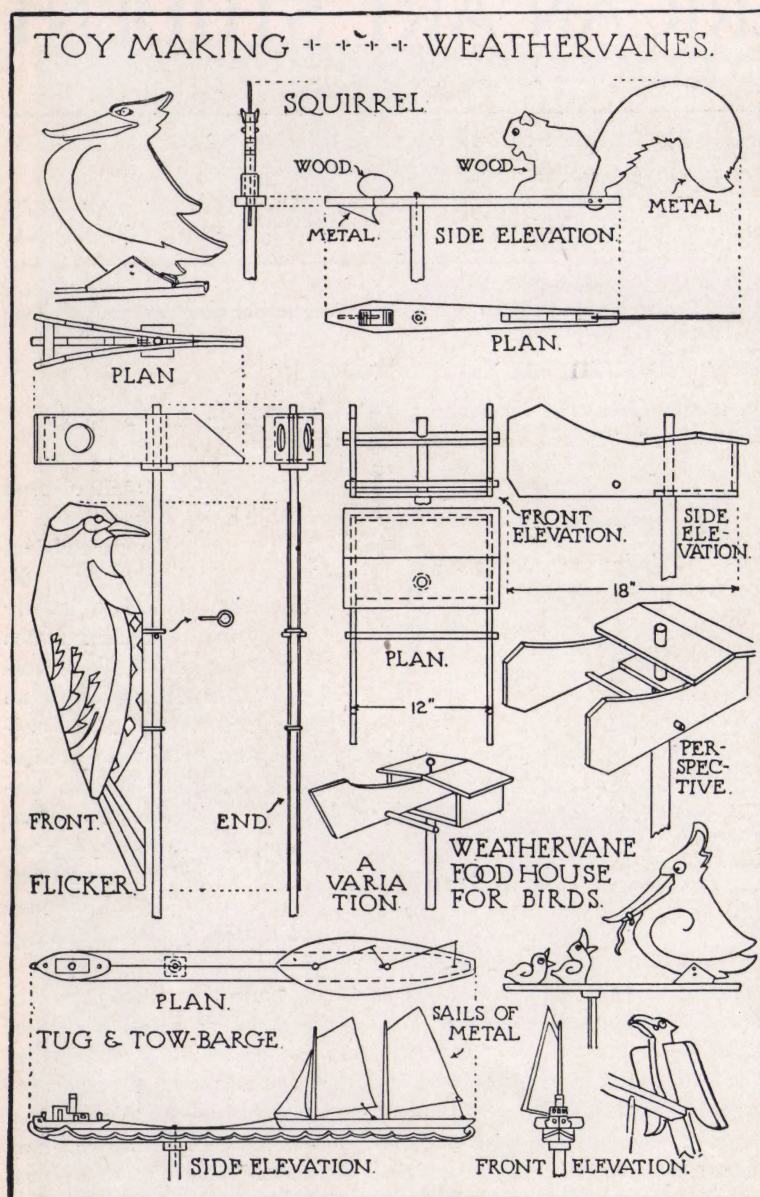 TOY MAKING -+- -+- -+- -+- WEATHERVANES.
SQUIRREL
WOOD
WOOD
METAL
METAL.
SIDE ELEVATION.
PLAN.
PLAN
FRONT
ELEVATION.
SIDE
ELE-
VATION.
18"
PLAN.
12"
PER-
SPEC-
TIVE.
FRONT.
END.
FLICKER.
A
VARIA
TION.
WEATHERVANE
FOOD HOUSE
FOR BIRDS.
PLAN.
SAILS OF
METAL
TUG & TOW-BARGE.
SIDE ELEVATION.
FRONT ELEVATION.